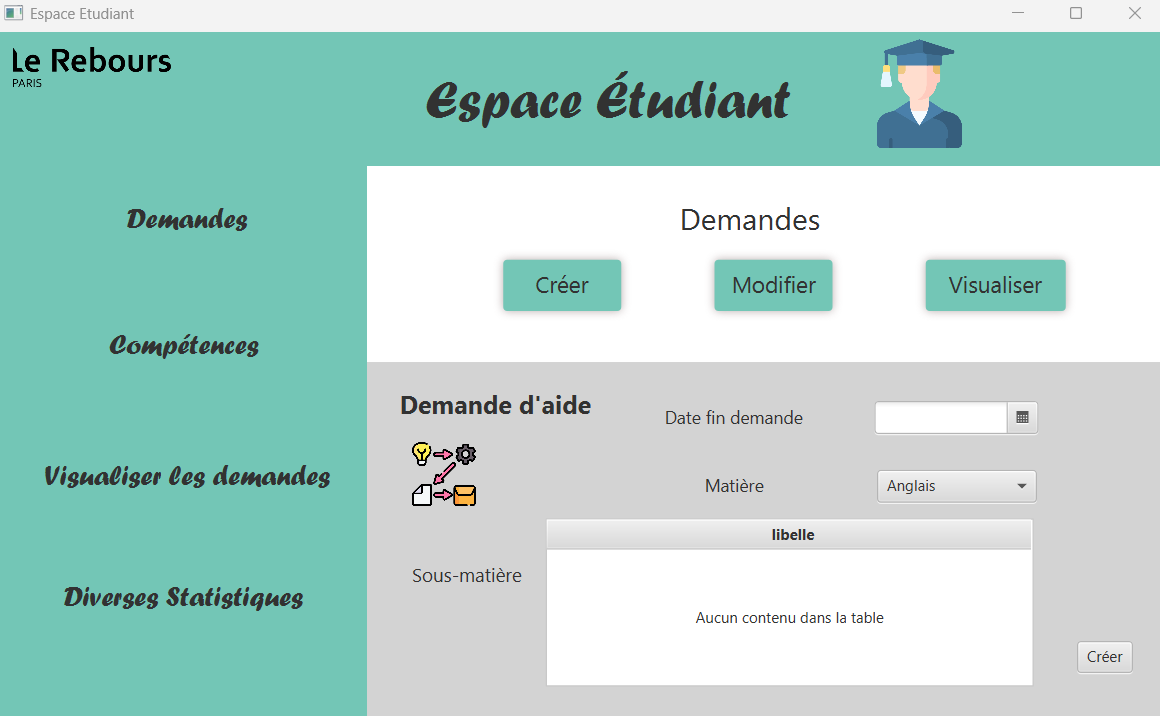 Espace Etudiant
Le Rebours
PARIS
Espace Étudiant
Demandes
Compétences
Visualiser les demandes
Diverses Statistiques
Demandes
Créer Modifier Visualiser
Demande d'aide
Date fin demande
Matière Anglais
libelle
Sous-matière
Aucun contenu dans la table
Créer